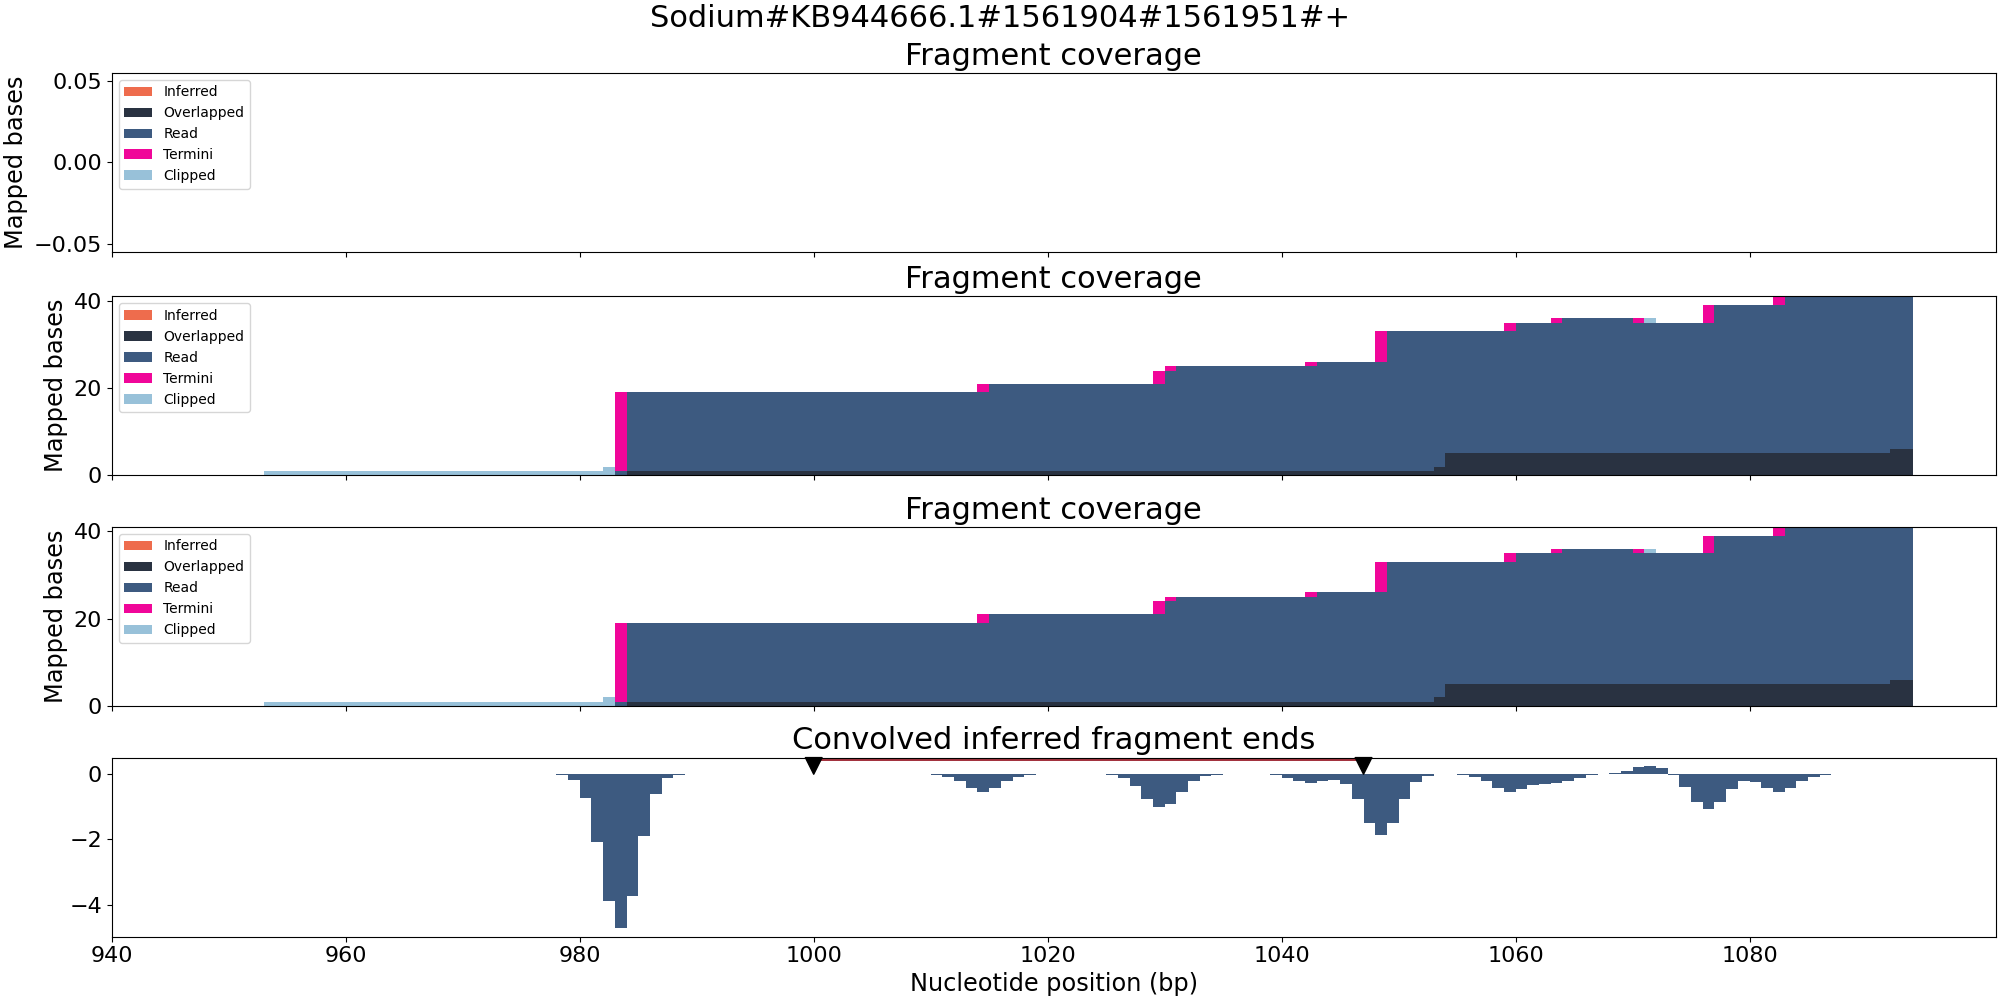 Sodium#KB944666.1#1561904#1561951#+
Fragment coverage
Mapped bases
0.05
0.00
−0.05
Inferred
Overlapped
Read
Termini
Clipped
Fragment coverage
Mapped bases
40
20
0
Inferred
Overlapped
Read
Termini
Clipped
Fragment coverage
Mapped bases
40
20
0
Inferred
Overlapped
Read
Termini
Clipped
Convolved inferred fragment ends
0
−2
−4
940 960 980 1000 1020 1040 1060 1080
Nucleotide position (bp)